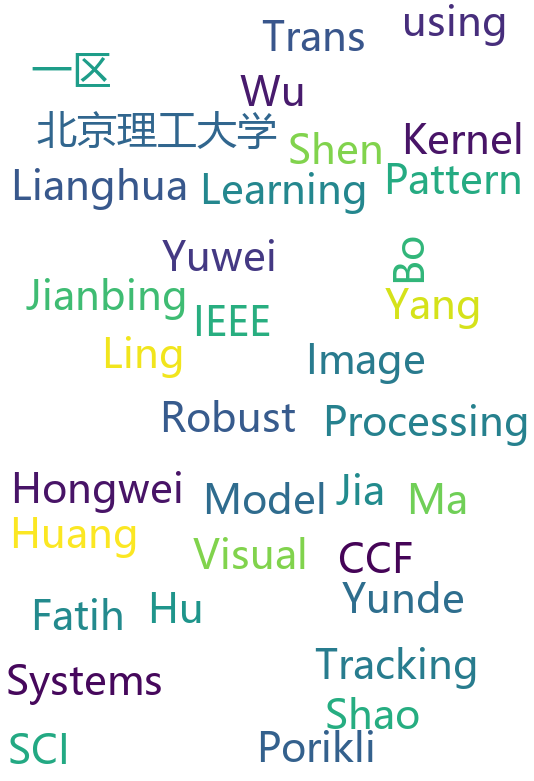 Trans using
一区
Wu
北京理工大学
Shen Kernel
Lianghua Learning Pattern
Yuwei Bo
Jianbing IEEE Yang
Ling Image
Robust Processing
Hongwei Model Jia Ma
Huang Visual CCF
Fatih Hu Yunde
Systems Tracking
Shao
SCI Porikli